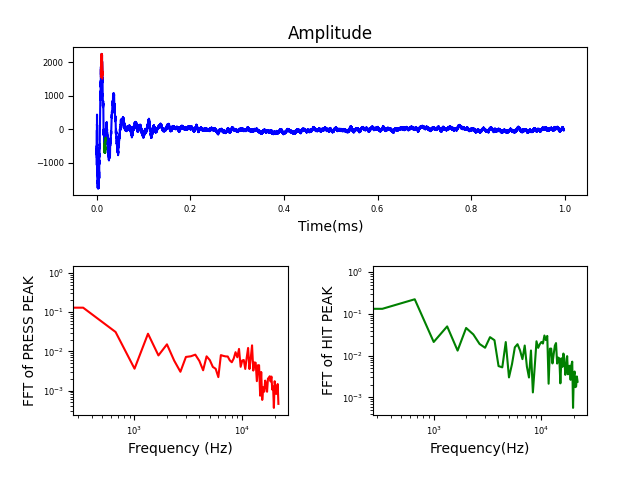 Amplitude
2000
1000
0
−1000
0.0 0.2 0.4 0.6 0.8 1.0
Time(ms)
FFT of PRESS PEAK
10⁰
10⁻¹
10⁻²
10⁻³
10³ 10⁴
Frequency (Hz)
FFT of HIT PEAK
10⁰
10⁻¹
10⁻²
10⁻³
10³ 10⁴
Frequency(Hz)